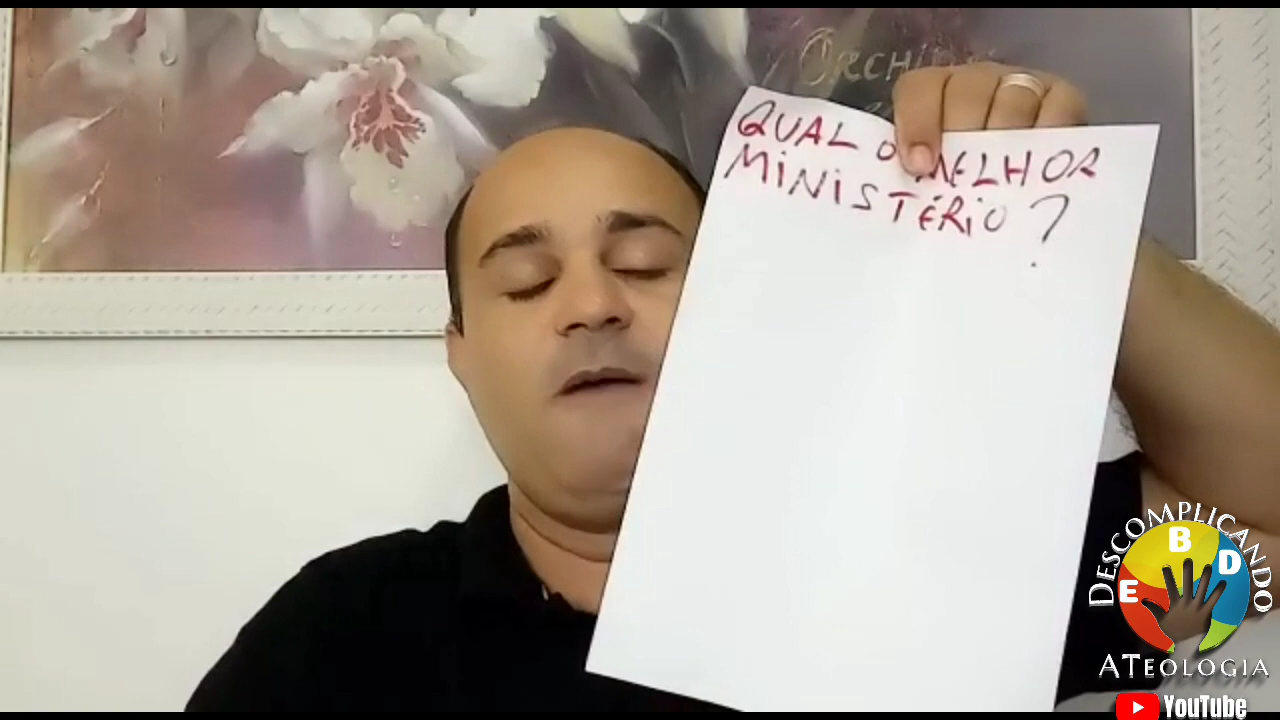 ORCHID
QUAL O MELHOR
MINISTÉRIO ?
DESCOMPLICANDO
E B D
ATEOLOGIA
YouTube